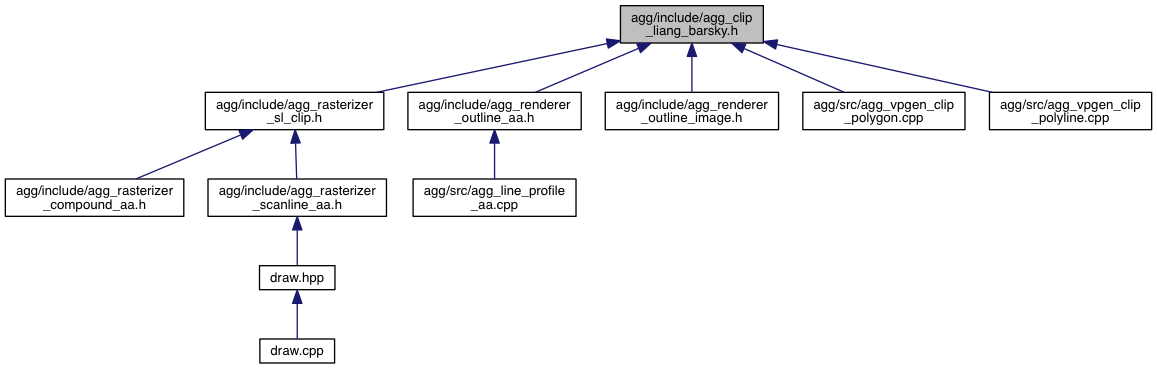 agg/include/agg_clip
_liang_barsky.h
agg/include/agg_rasterizer
_sl_clip.h
agg/include/agg_renderer
_outline_aa.h
agg/include/agg_renderer
_outline_image.h
agg/src/agg_vpgen_clip
_polygon.cpp
agg/src/agg_vpgen_clip
_polyline.cpp
agg/include/agg_rasterizer
_compound_aa.h
agg/include/agg_rasterizer
_scanline_aa.h
agg/src/agg_line_profile
_aa.cpp
draw.hpp
draw.cpp